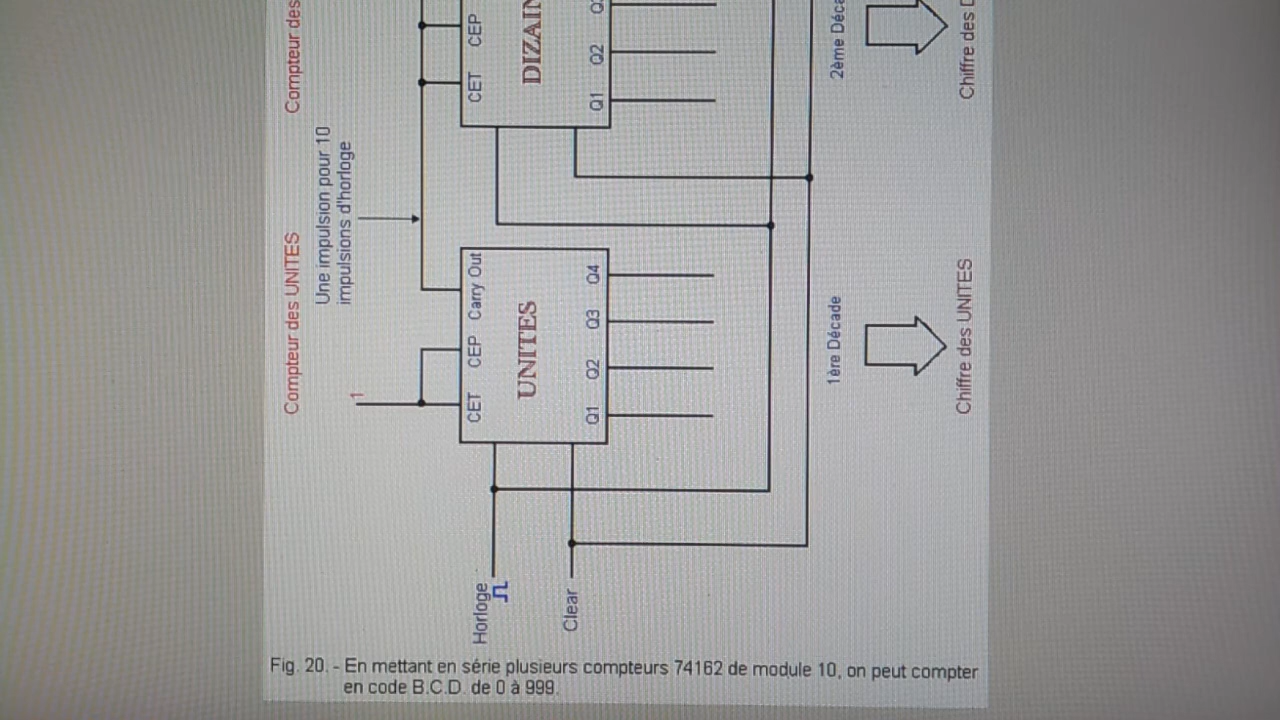 Compteur des UNITES
Compteur des
Une impulsion pour 10
impulsions d'horloge
1
CET CEP Carry Out
UNITES
Q1 Q2 Q3 Q4
CET CEP
Q1 Q2
Horloge
Clear
1ère Décade
2ème
Chiffre des UNITES
Chiffre des
Fig. 20. - En mettant en série plusieurs compteurs 74162 de module 10, on peut compter
en code B.C.D. de 0 à 999.